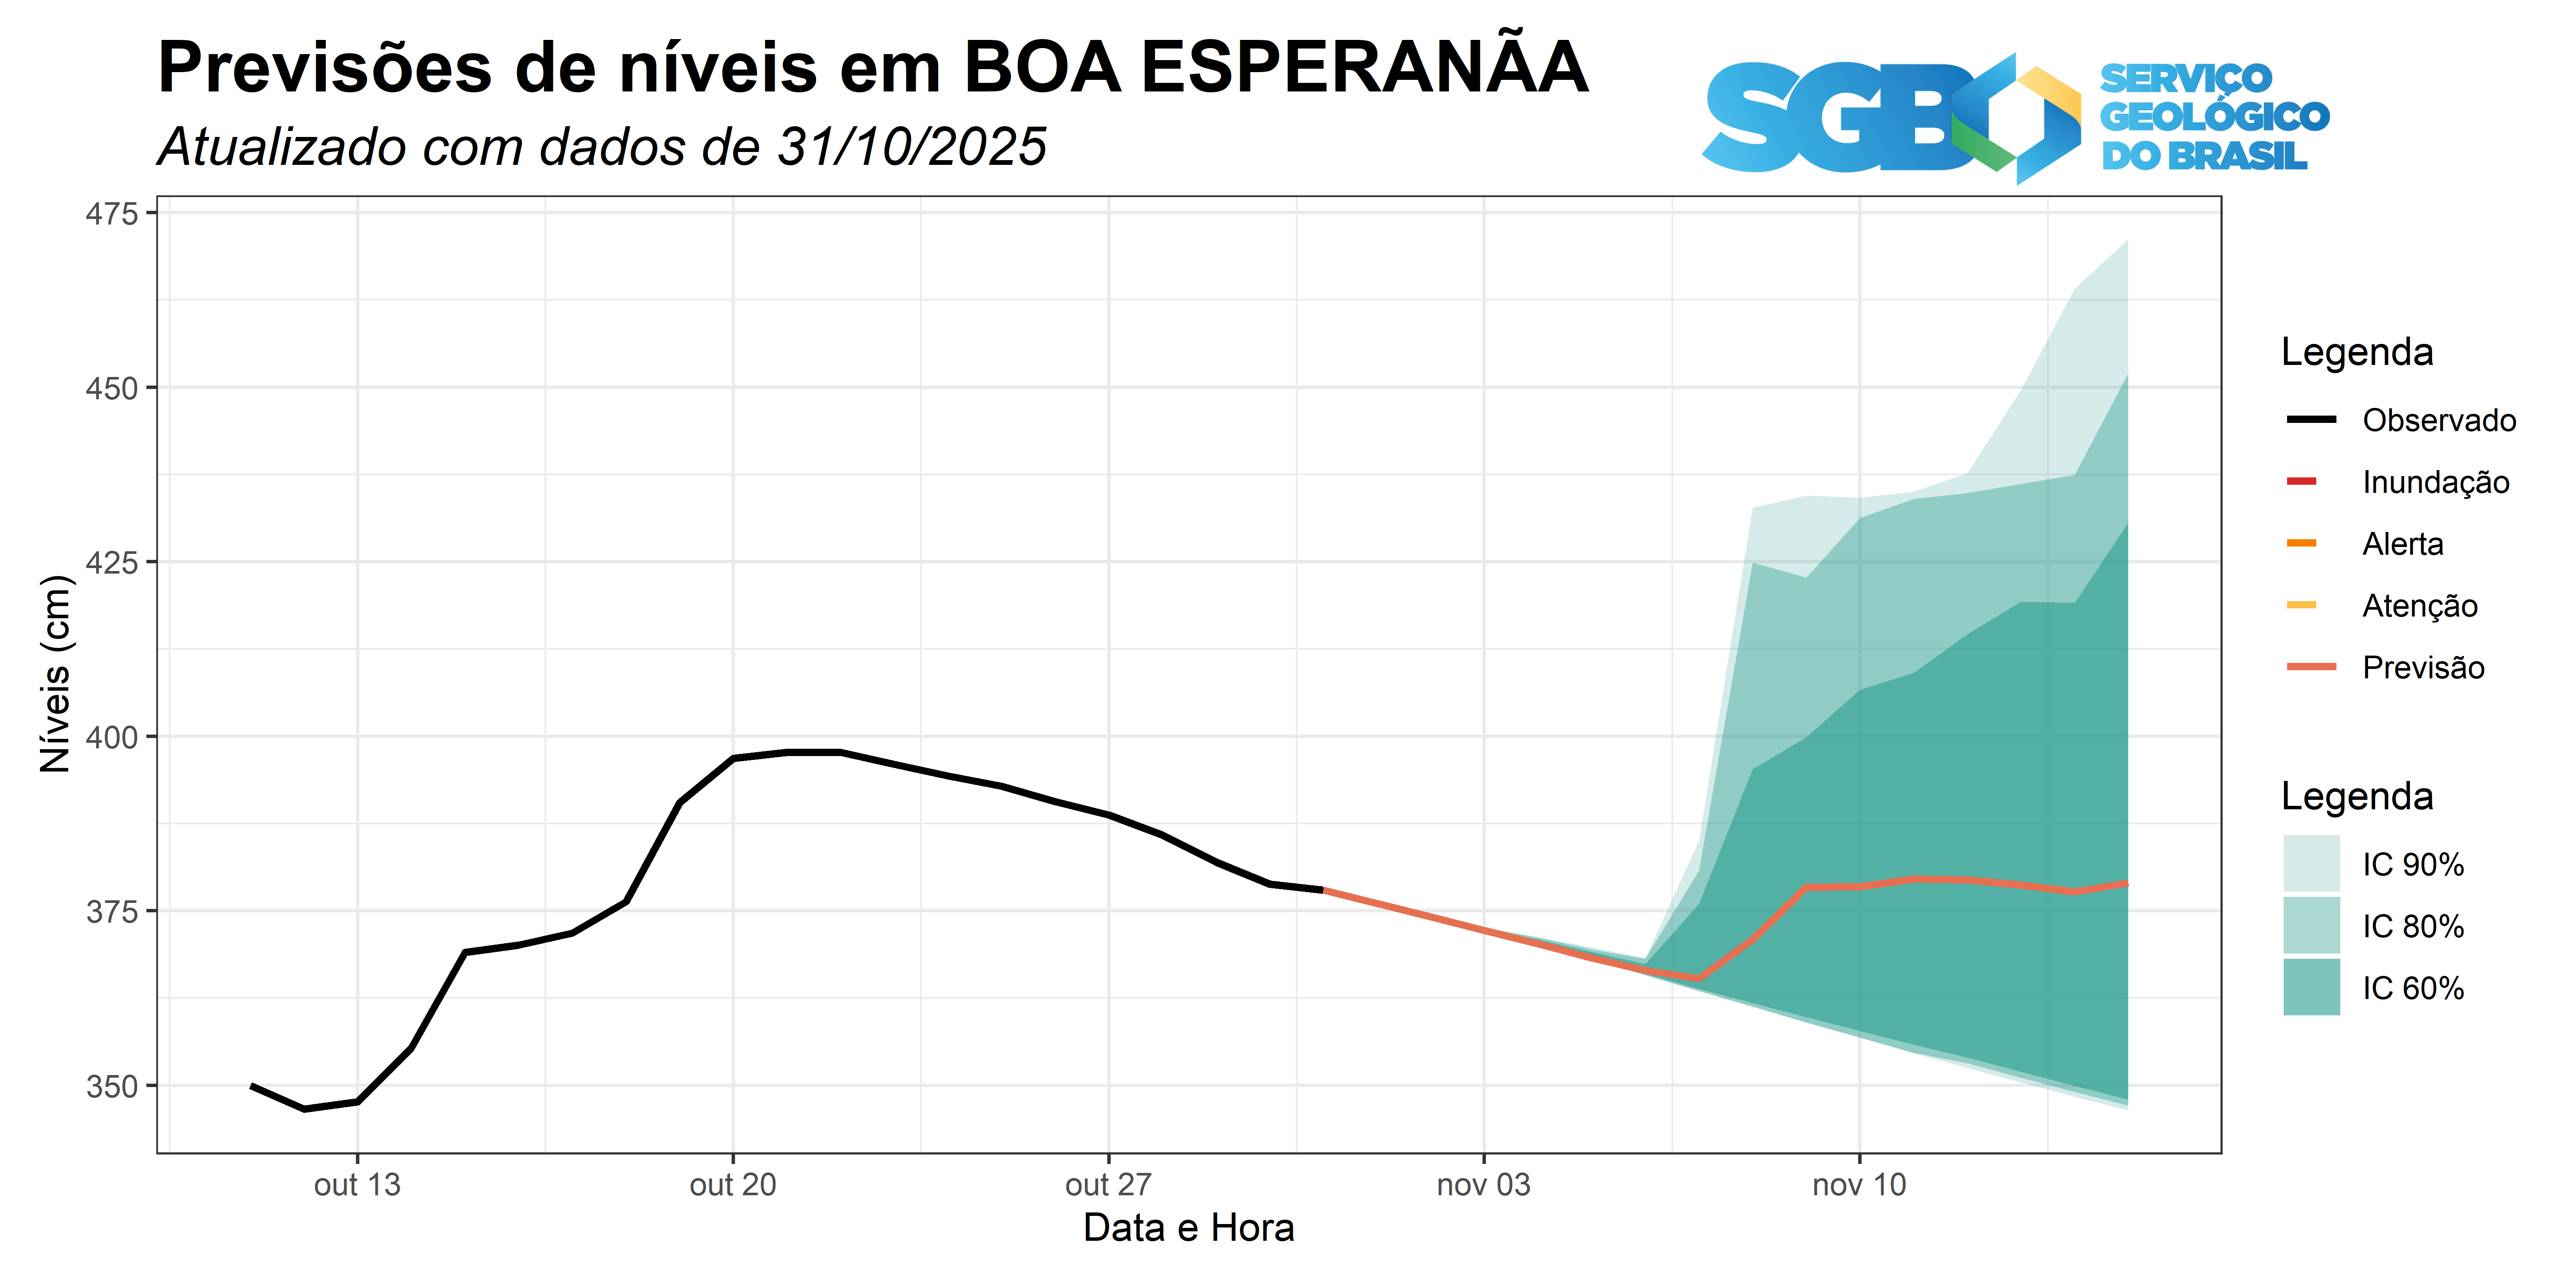 Previsões de níveis em BOA ESPERANÃA
Atualizado com dados de 31/10/2025
SGB
SERVIÇO
GEOLÓGICO
DO BRASIL
475
450
425
400
375
350
Níveis (cm)
out 13
out 20
out 27
nov 03
nov 10
Data e Hora
Legenda
Observado
Inundação
Alerta
Atenção
Previsão
Legenda
IC 90%
IC 80%
IC 60%